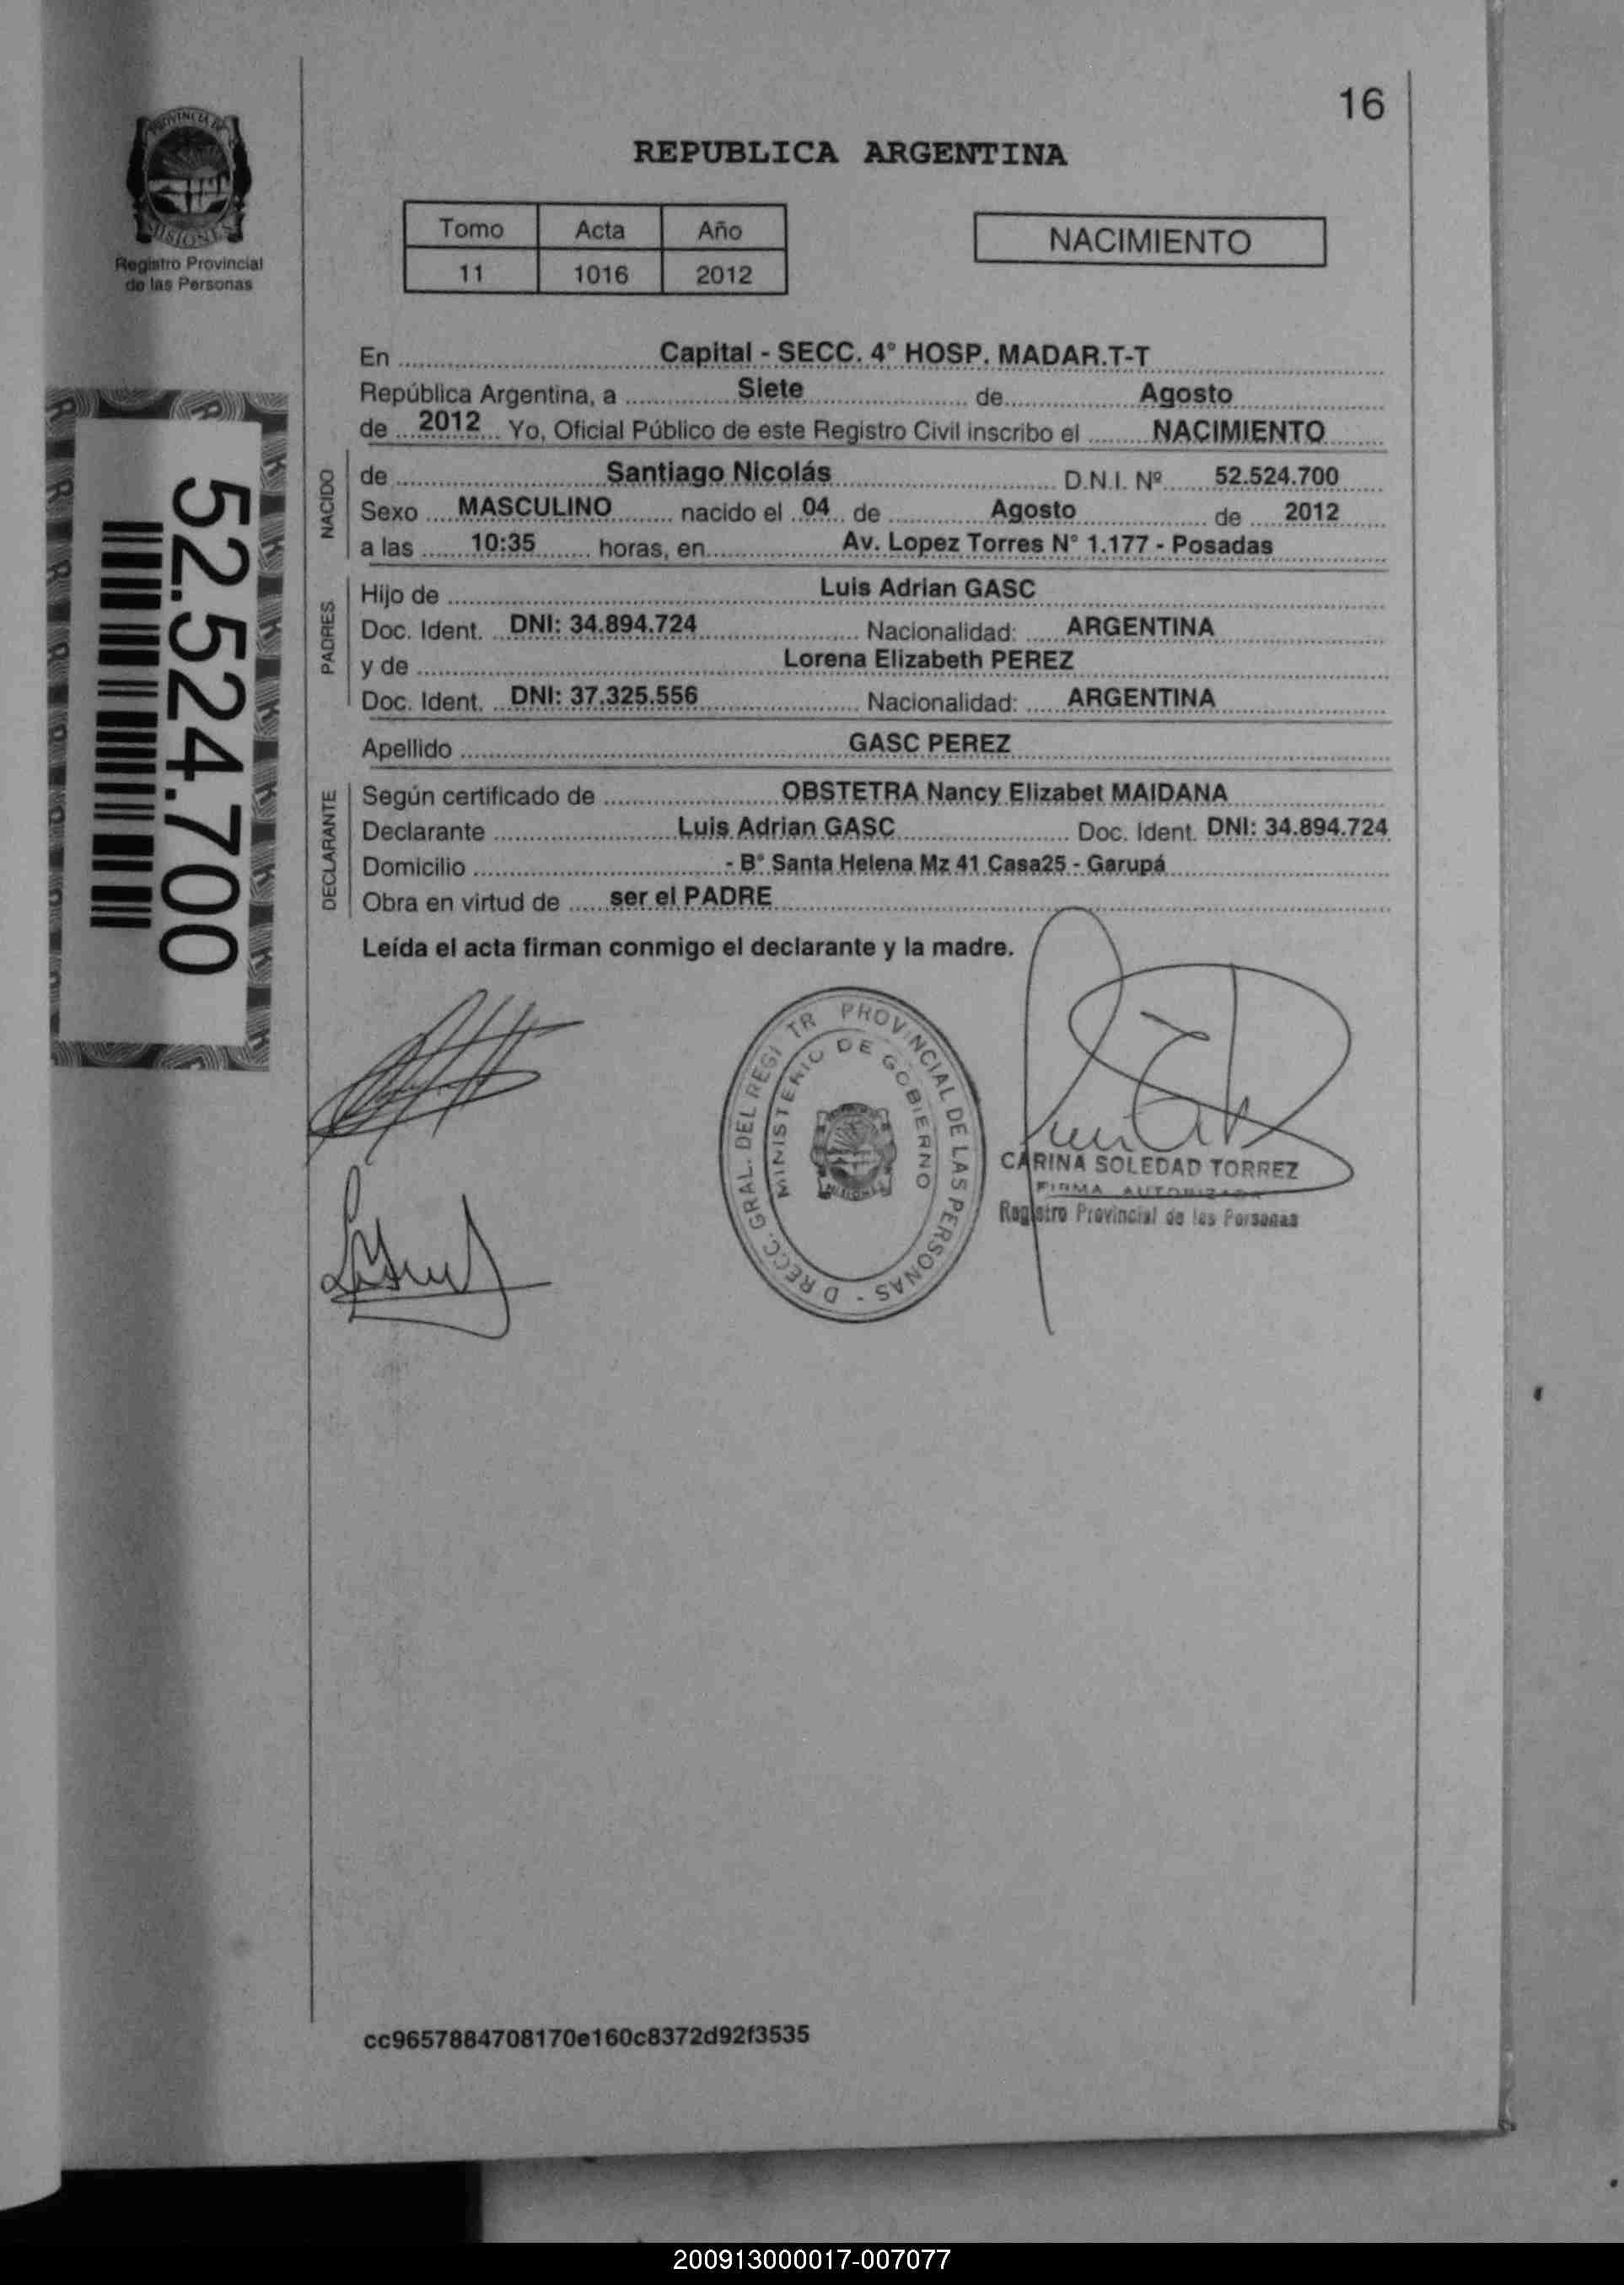 16
PROVINCIA DE
MISIONES
Registro Provincial
de las Personas
REPUBLICA ARGENTINA
Tomo Acta Año
11 1016 2012
NACIMIENTO
52.524.700
En Capital - SECC. 4° HOSP. MADAR.T-T
República Argentina, a Siete de Agosto
de 2012 Yo, Oficial Público de este Registro Civil inscribo el NACIMIENTO
NACIDO
de Santiago Nicolás D.N.I. Nº 52.524.700
Sexo MASCULINO nacido el 04 de Agosto de 2012
a las 10:35 horas, en Av. Lopez Torres N° 1.177 - Posadas
PADRES
Hijo de Luis Adrian GASC
Doc. Ident. DNI: 34.894.724 Nacionalidad: ARGENTINA
y de Lorena Elizabeth PEREZ
Doc. Ident. DNI: 37.325.556 Nacionalidad: ARGENTINA
Apellido GASC PEREZ
DECLARANTE
Según certificado de OBSTETRA Nancy Elizabet MAIDANA
Declarante Luis Adrian GASC Doc. Ident. DNI: 34.894.724
Domicilio - B° Santa Helena Mz 41 Casa25 - Garupá
Obra en virtud de ser el PADRE
Leída el acta firman conmigo el declarante y la madre.
D RECC. GRAL. DEL REGI TR PROVINCIAL DE LAS PERSONAS -
MINISTERIO DE GOBIERNO
MISIONES
CARINA SOLEDAD TORREZ
FIRMA AUTORIZADA
Registro Provincial de las Personas
cc9657884708170e160c8372d92f3535
200913000017-007077